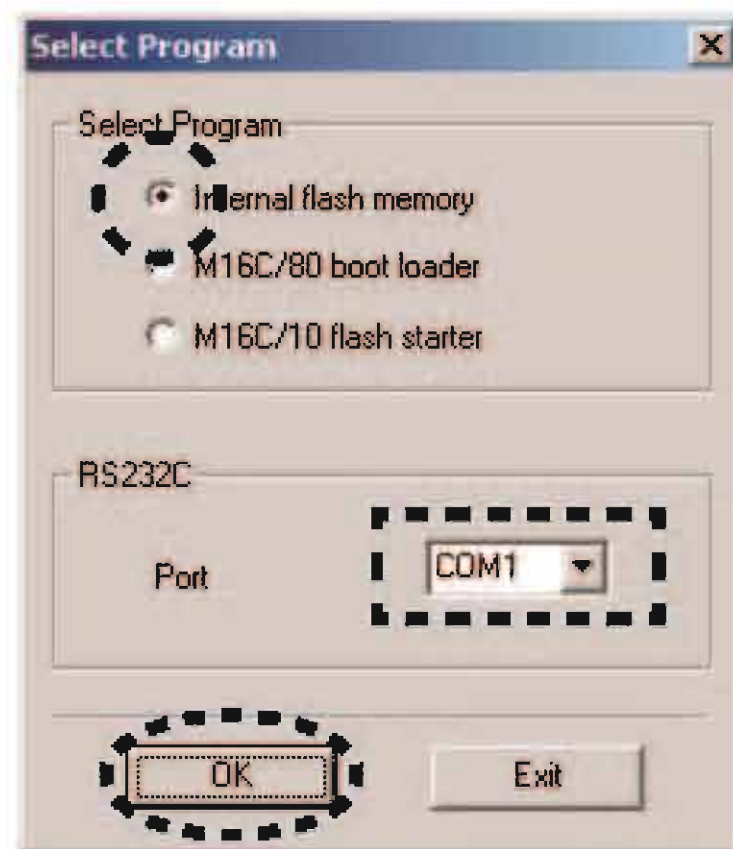 Select Program
Select Program
Internal flash memory
M16C/80 boot loader
M16C/10 flash starter
RS232C
Port
COM1
OK
Exit